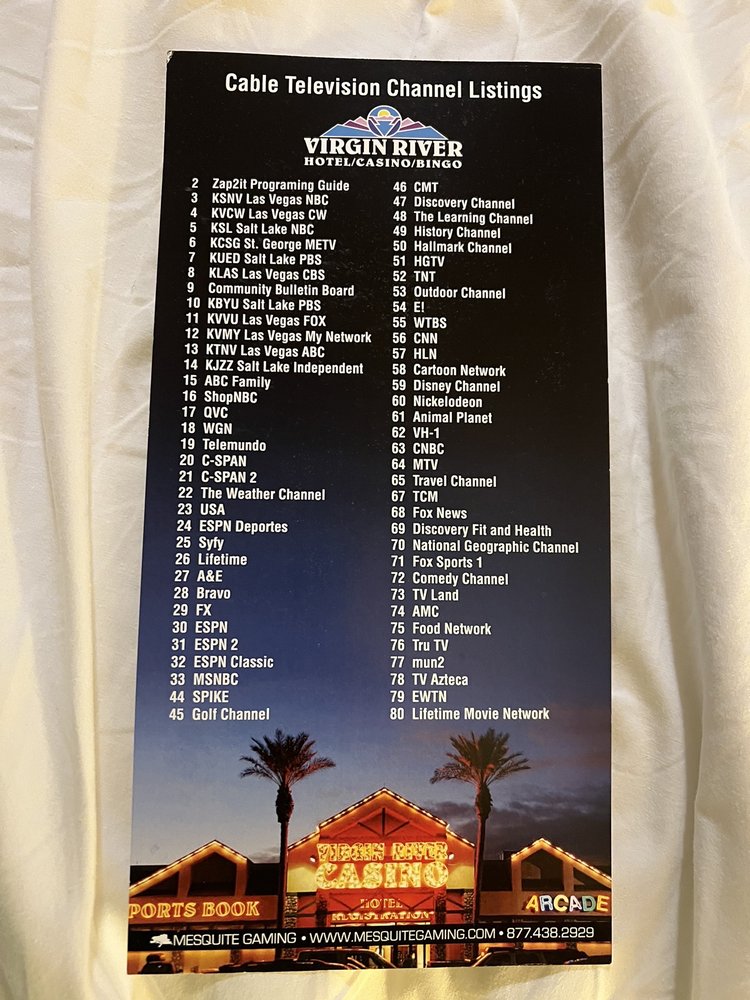 Cable Television Channel Listings
VIRGIN RIVER
HOTEL/CASINO/BINGO
2 Zap2it Programing Guide
3 KSNV Las Vegas NBC
4 KVCW Las Vegas CW
5 KSL Salt Lake NBC
6 KCSG St. George METV
7 KUED Salt Lake PBS
8 KLAS Las Vegas CBS
9 Community Bulletin Board
10 KBYU Salt Lake PBS
11 KVVU Las Vegas FOX
12 KVMY Las Vegas My Network
13 KTNV Las Vegas ABC
14 KJZZ Salt Lake Independent
15 ABC Family
16 ShopNBC
17 QVC
18 WGN
19 Telemundo
20 C-SPAN
21 C-SPAN 2
22 The Weather Channel
23 USA
24 ESPN Deportes
25 Syfy
26 Lifetime
27 A&E
28 Bravo
29 FX
30 ESPN
31 ESPN 2
32 ESPN Classic
33 MSNBC
44 SPIKE
45 Golf Channel
46 CMT
47 Discovery Channel
48 The Learning Channel
49 History Channel
50 Hallmark Channel
51 HGTV
52 TNT
53 Outdoor Channel
54 E!
55 WTBS
56 CNN
57 HLN
58 Cartoon Network
59 Disney Channel
60 Nickelodeon
61 Animal Planet
62 VH-1
63 CNBC
64 MTV
65 Travel Channel
67 TCM
68 Fox News
69 Discovery Fit and Health
70 National Geographic Channel
71 Fox Sports 1
72 Comedy Channel
73 TV Land
74 AMC
75 Food Network
76 Tru TV
77 mun2
78 TV Azteca
79 EWTN
80 Lifetime Movie Network
VIRGIN RIVER
CASINO
HOTEL
REGISTRATION
PORTS BOOK
ARCADE
MESQUITE GAMING • WWW.MESQUITEGAMING.COM • 877.438.2929